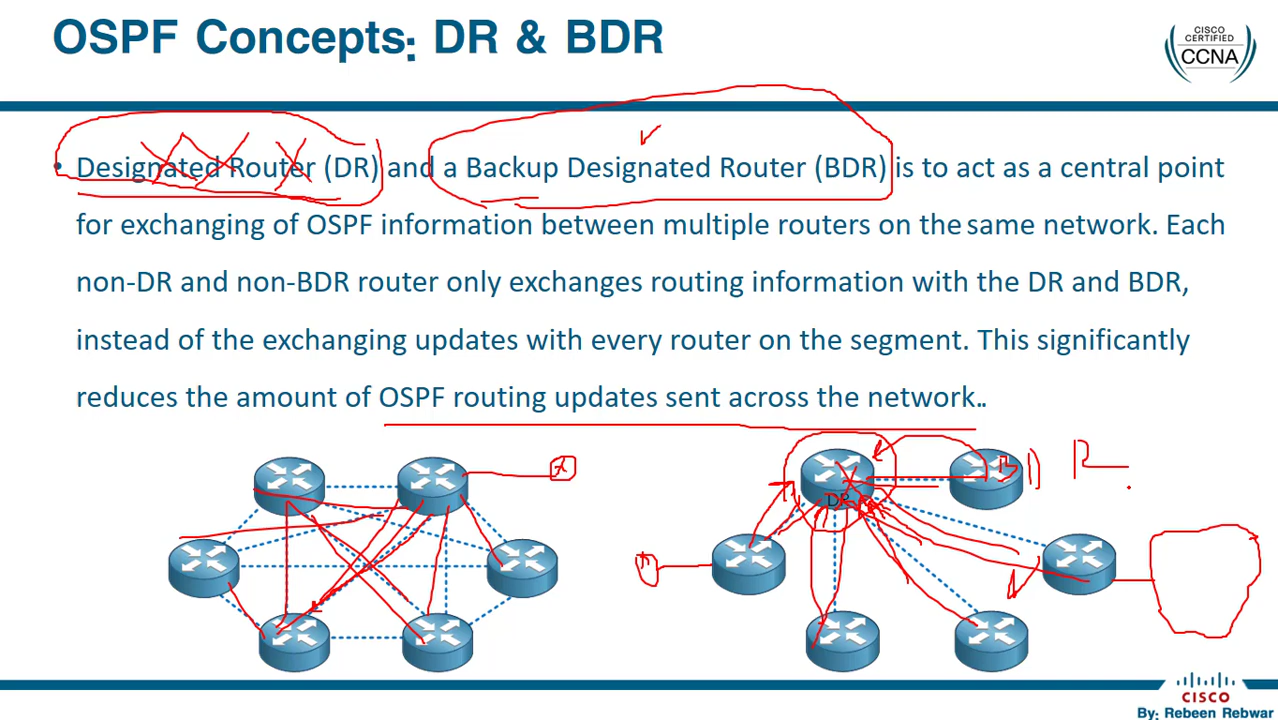 OSPF Concepts: DR & BDR
CISCO
CERTIFIED
CCNA
• Designated Router (DR) and a Backup Designated Router (BDR) is to act as a central point
for exchanging of OSPF information between multiple routers on the same network. Each
non-DR and non-BDR router only exchanges routing information with the DR and BDR,
instead of the exchanging updates with every router on the segment. This significantly
reduces the amount of OSPF routing updates sent across the network..
DR
CISCO
By: Rebeen Rebwar